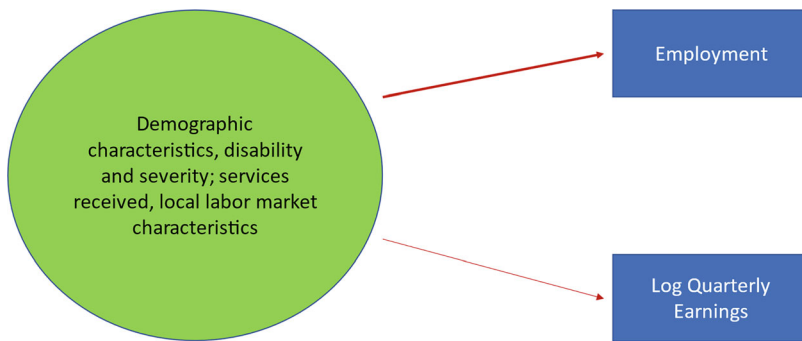 Demographic
characteristics, disability
and severity; services
received, local labor market
characteristics
Employment
Log Quarterly
Earnings